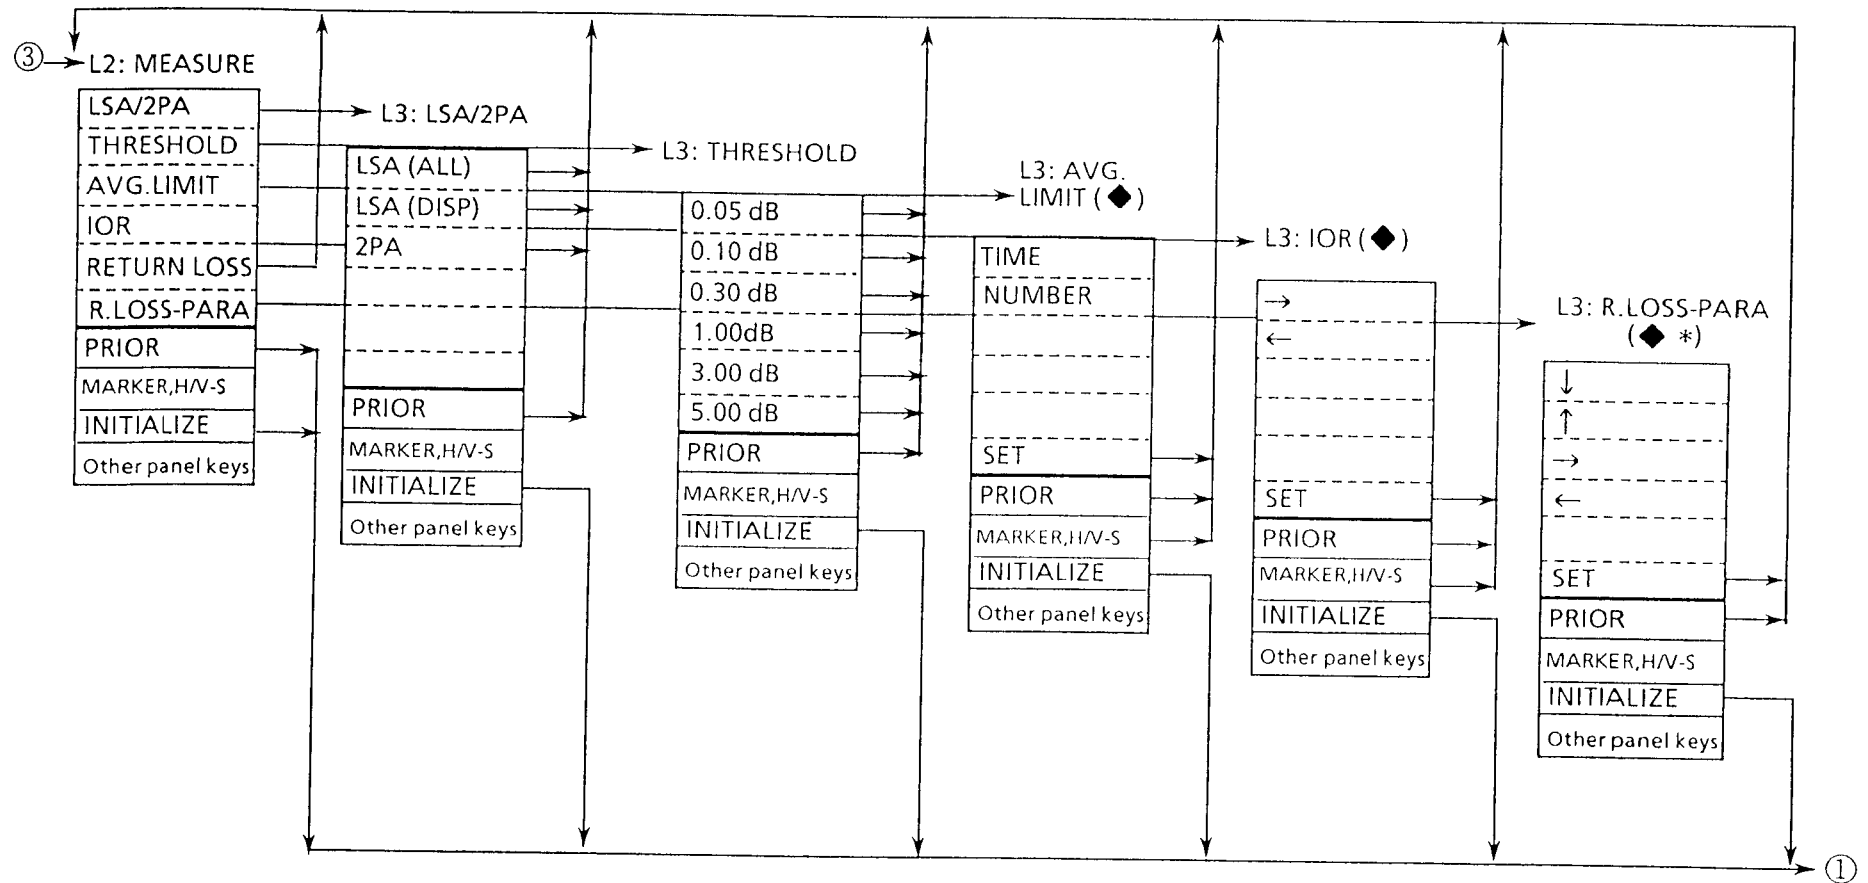 ③
L2: MEASURE
LSA/2PA
THRESHOLD
AVG.LIMIT
IOR
RETURN LOSS
R.LOSS-PARA
PRIOR
MARKER,H/V-S
INITIALIZE
Other panel keys
L3: LSA/2PA
LSA (ALL)
LSA (DISP)
2PA
PRIOR
MARKER,H/V-S
INITIALIZE
Other panel keys
L3: THRESHOLD
0.05 dB
0.10 dB
0.30 dB
1.00dB
3.00 dB
5.00 dB
PRIOR
MARKER,H/V-S
INITIALIZE
Other panel keys
L3: AVG.
LIMIT (◆)
TIME
NUMBER
SET
PRIOR
MARKER,H/V-S
INITIALIZE
Other panel keys
L3: IOR (◆)
→
←
SET
PRIOR
MARKER,H/V-S
INITIALIZE
Other panel keys
L3: R.LOSS-PARA
(◆ *)
↓
↑
→
←
SET
PRIOR
MARKER,H/V-S
INITIALIZE
Other panel keys
①